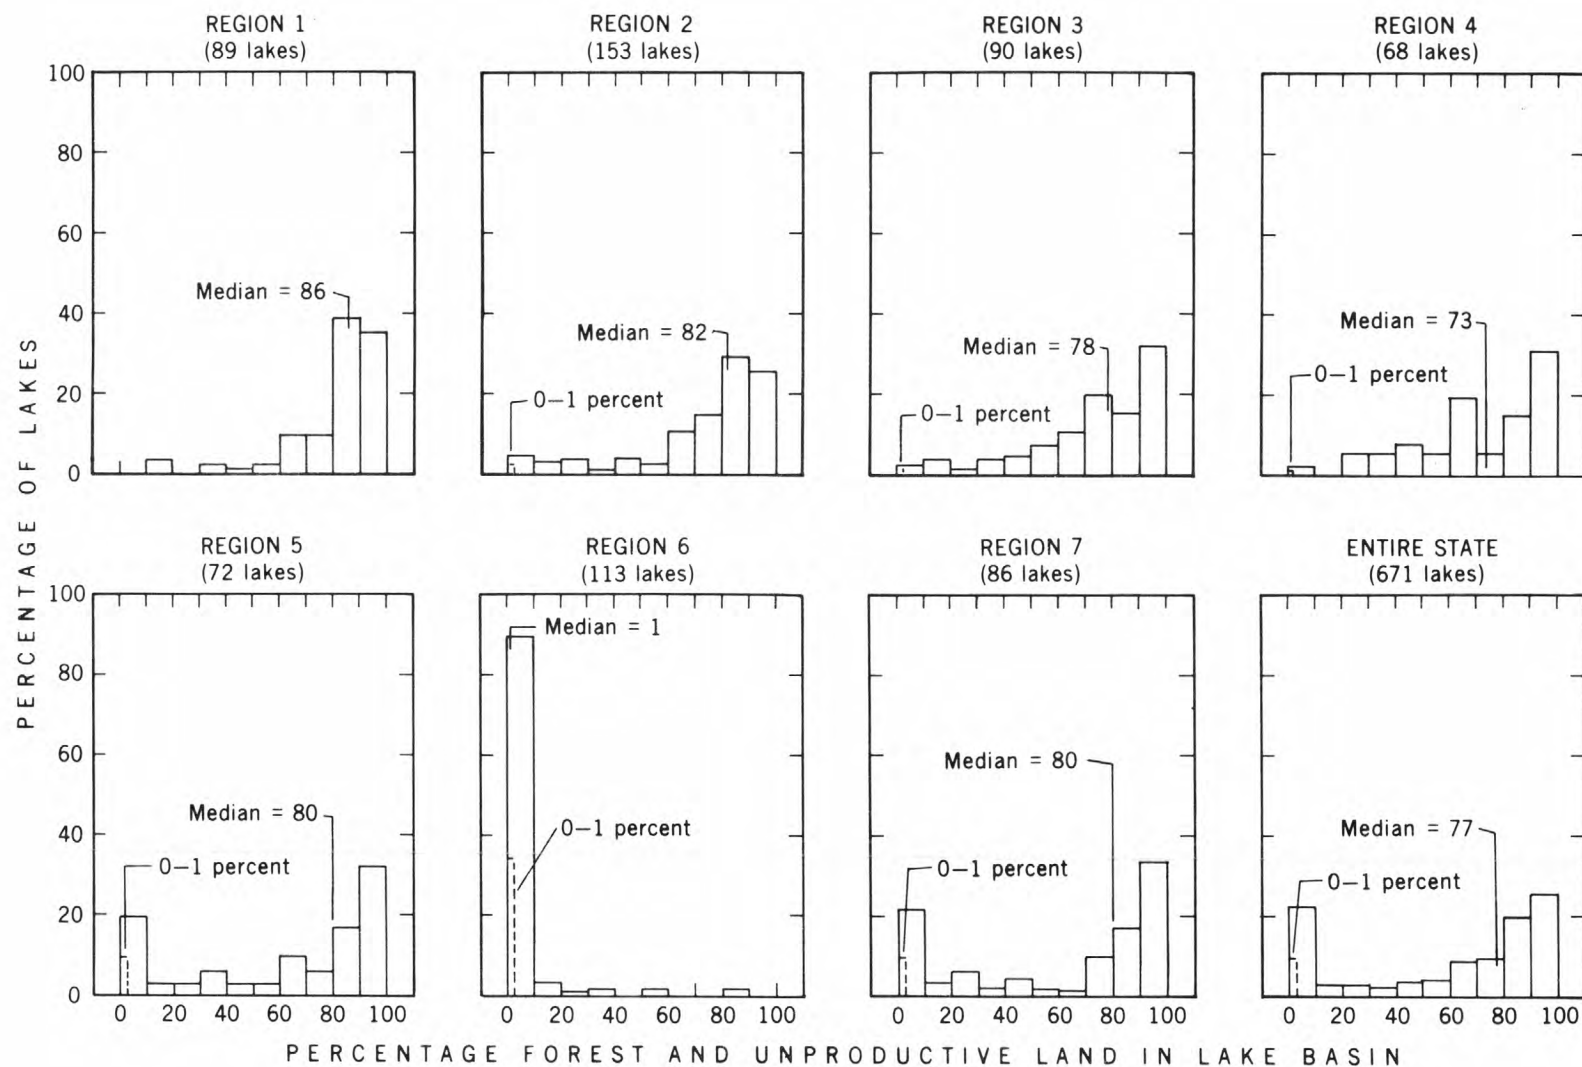 REGION 1
(89 lakes)
REGION 2
(153 lakes)
REGION 3
(90 lakes)
REGION 4
(68 lakes)
100
80
60
40
20
0
Median = 86
Median = 82
0–1 percent
Median = 78
0–1 percent
Median = 73
0–1 percent
PERCENTAGE OF LAKES
REGION 5
(72 lakes)
REGION 6
(113 lakes)
REGION 7
(86 lakes)
ENTIRE STATE
(671 lakes)
100
80
60
40
20
0
Median = 80
0–1 percent
Median = 1
0–1 percent
Median = 80
0–1 percent
Median = 77
0–1 percent
0 20 40 60 80 100
0 20 40 60 80 100
0 20 40 60 80 100
0 20 40 60 80 100
PERCENTAGE FOREST AND UNPRODUCTIVE LAND IN LAKE BASIN